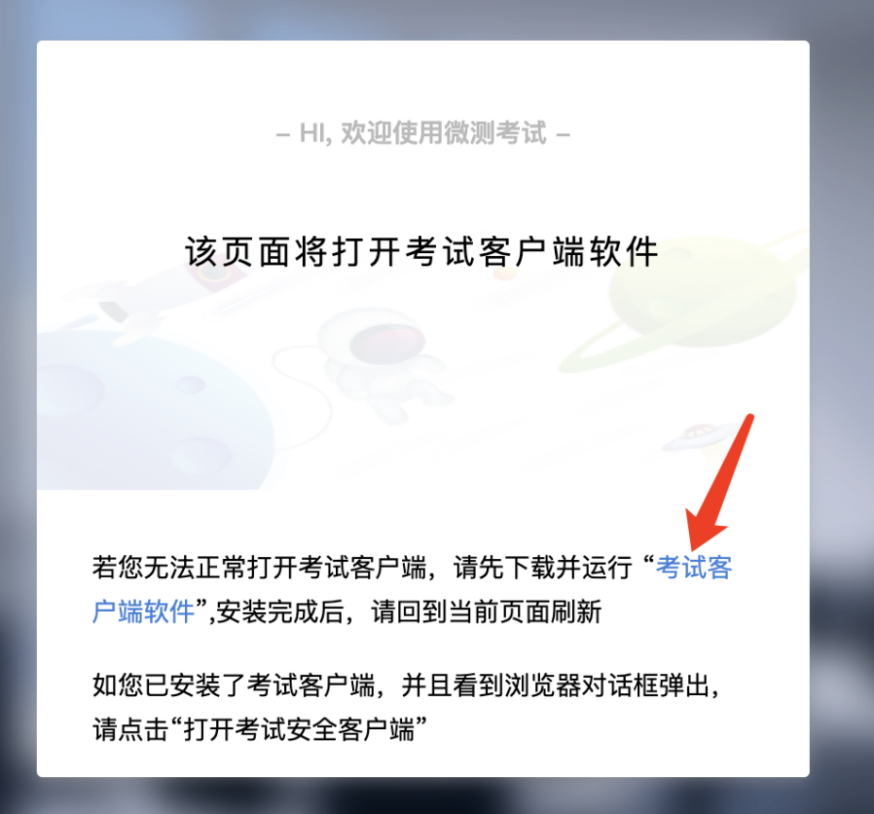 – HI, 欢迎使用微测考试 –
该页面将打开考试客户端软件
若您无法正常打开考试客户端，请先下载并运行 “考试客
户端软件”,安装完成后，请回到当前页面刷新
如您已安装了考试客户端，并且看到浏览器对话框弹出，
请点击“打开考试安全客户端”